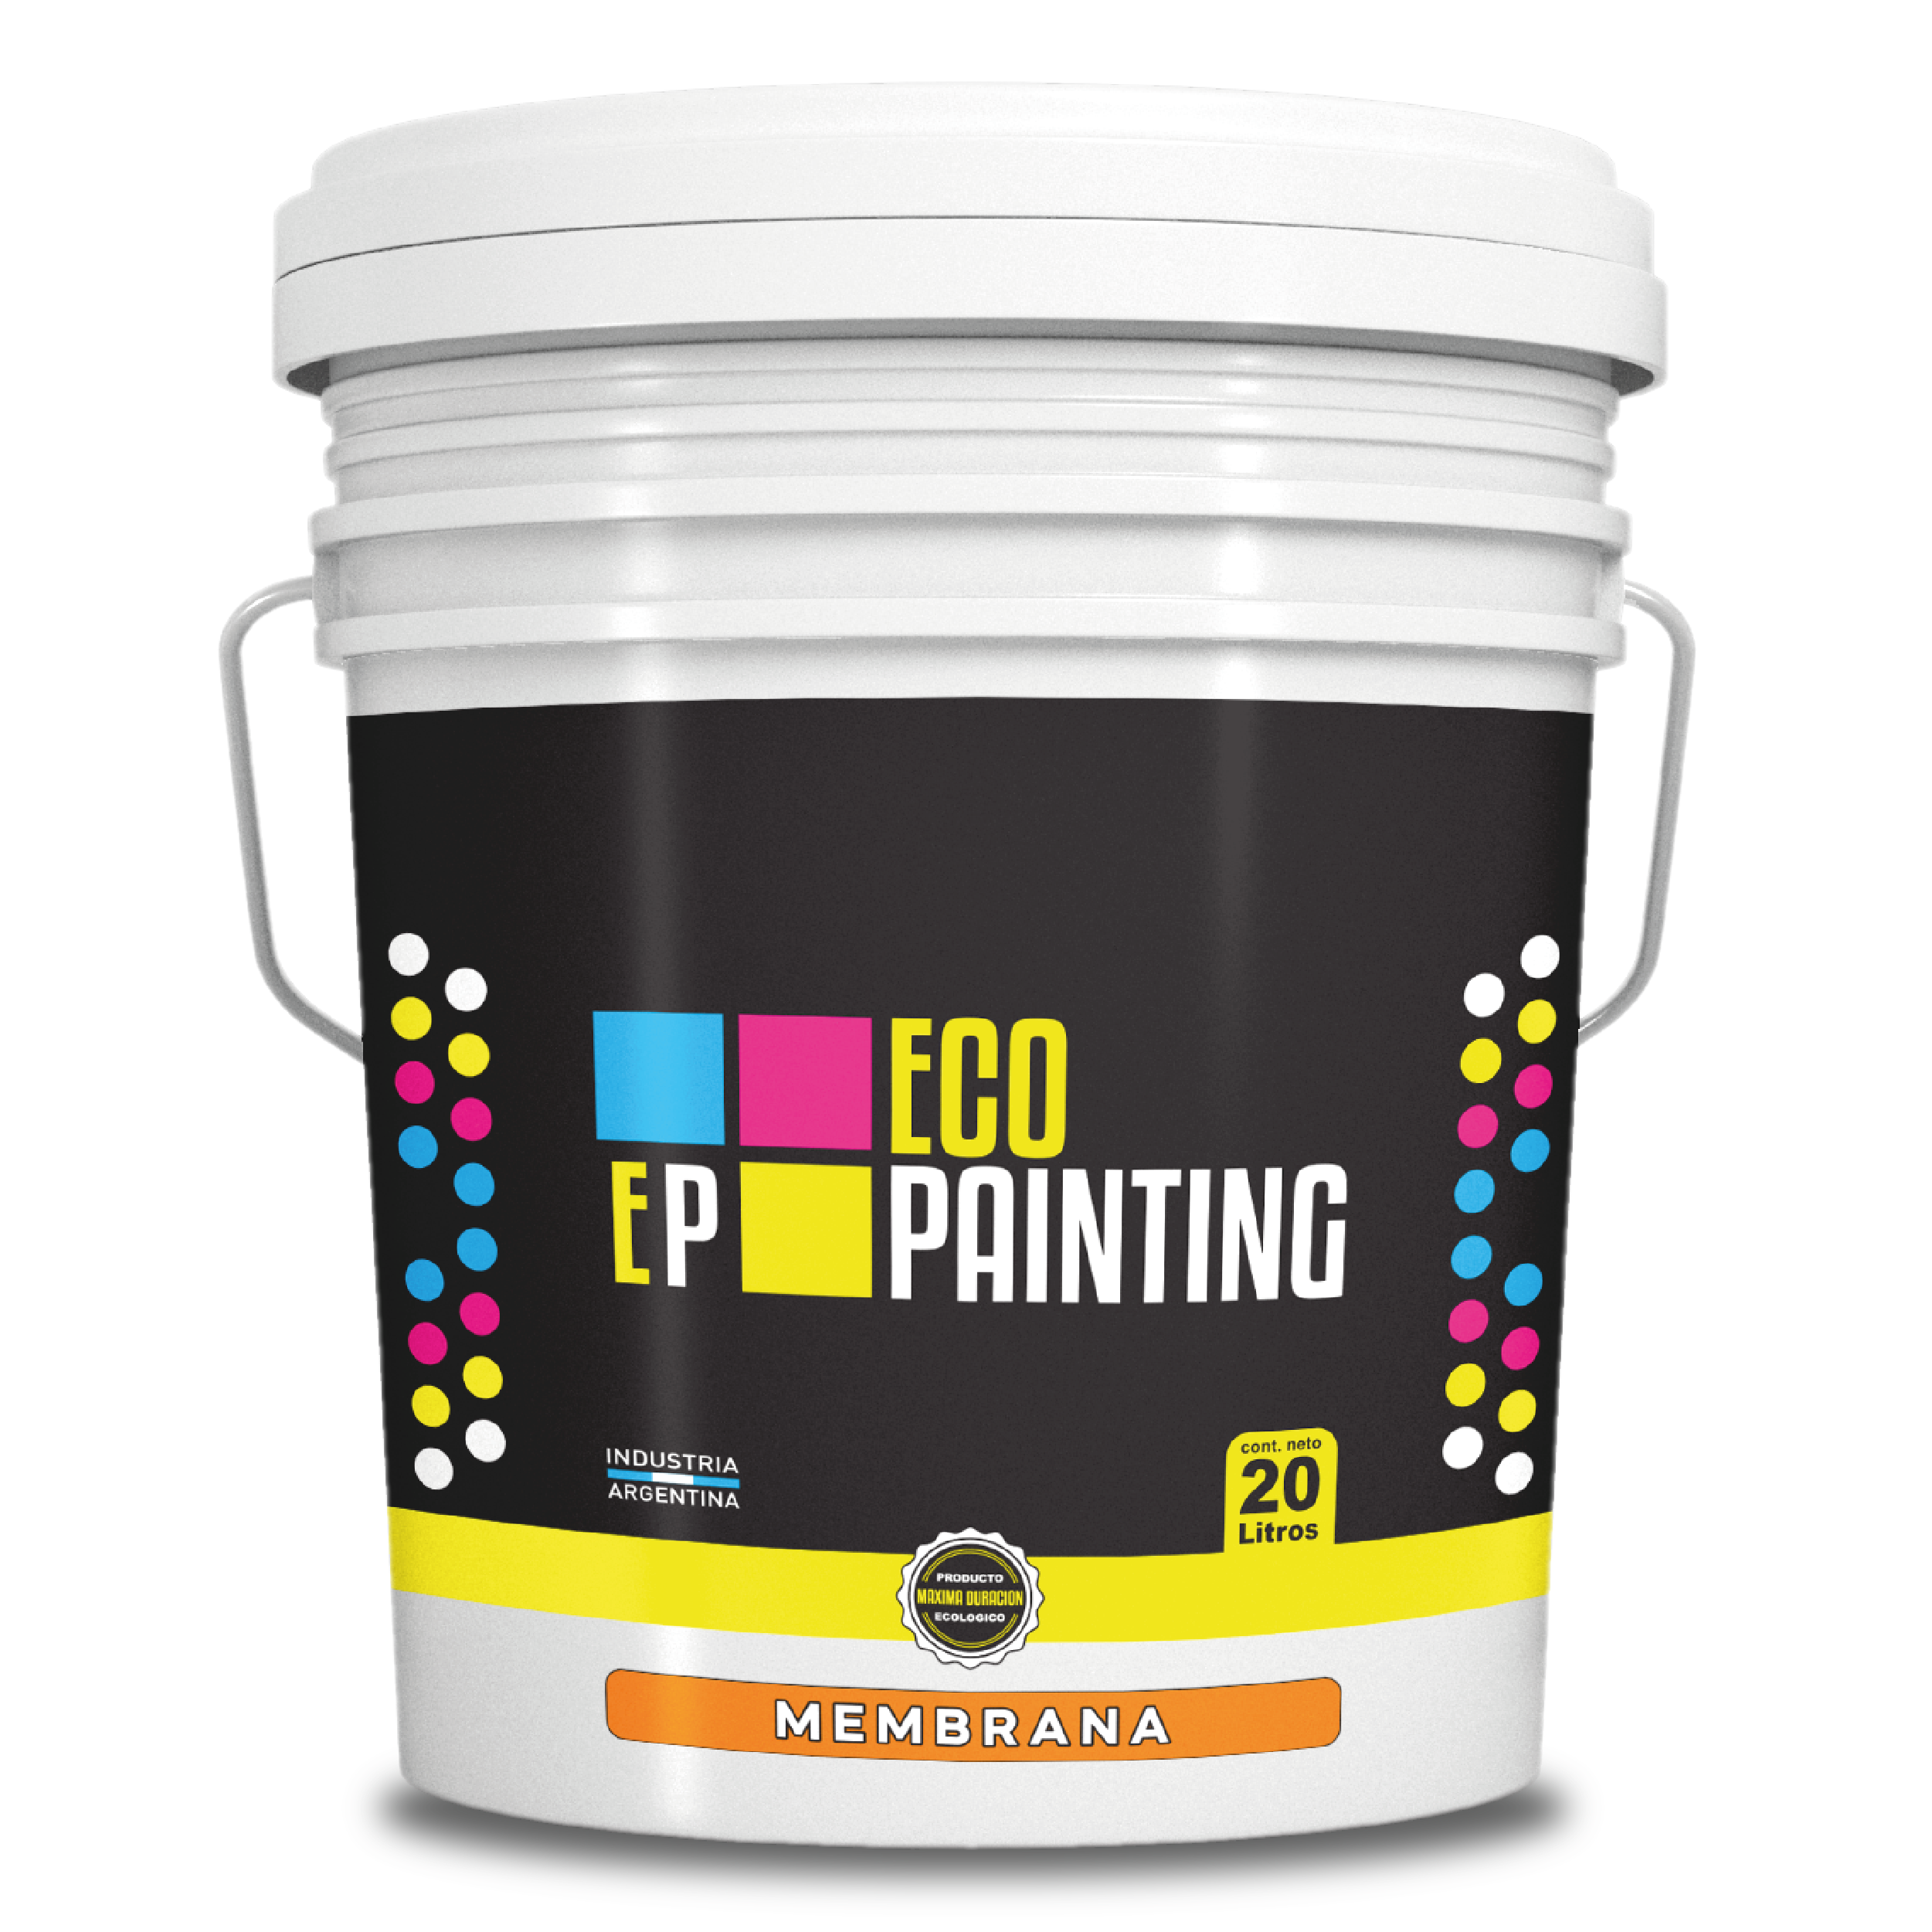 ECO
EP PAINTING
INDUSTRIA
ARGENTINA
cont. neto
20
Litros
PRODUCTO
MAXIMA DURACION
ECOLOGICO
MEMBRANA